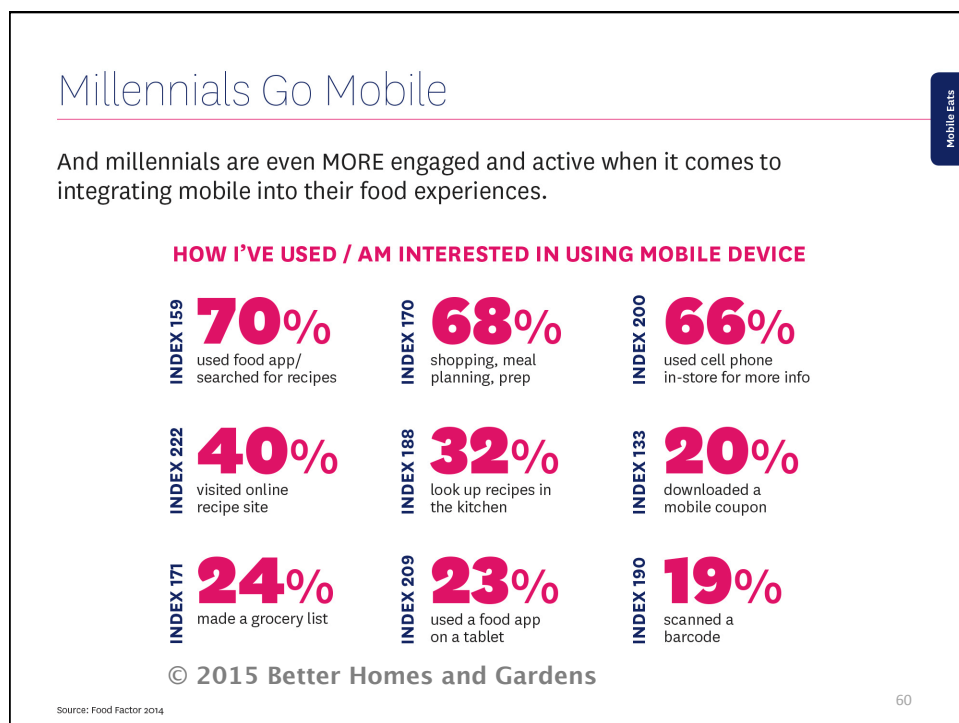 Millennials Go Mobile
Mobile Eats
And millennials are even MORE engaged and active when it comes to
integrating mobile into their food experiences.
HOW I'VE USED / AM INTERESTED IN USING MOBILE DEVICE
INDEX 159
70%
used food app/
searched for recipes
INDEX 170
68%
shopping, meal
planning, prep
INDEX 200
66%
used cell phone
in-store for more info
INDEX 222
40%
visited online
recipe site
INDEX 188
32%
look up recipes in
the kitchen
INDEX 133
20%
downloaded a
mobile coupon
INDEX 171
24%
made a grocery list
INDEX 209
23%
used a food app
on a tablet
INDEX 190
19%
scanned a
barcode
© 2015 Better Homes and Gardens
Source: Food Factor 2014
60